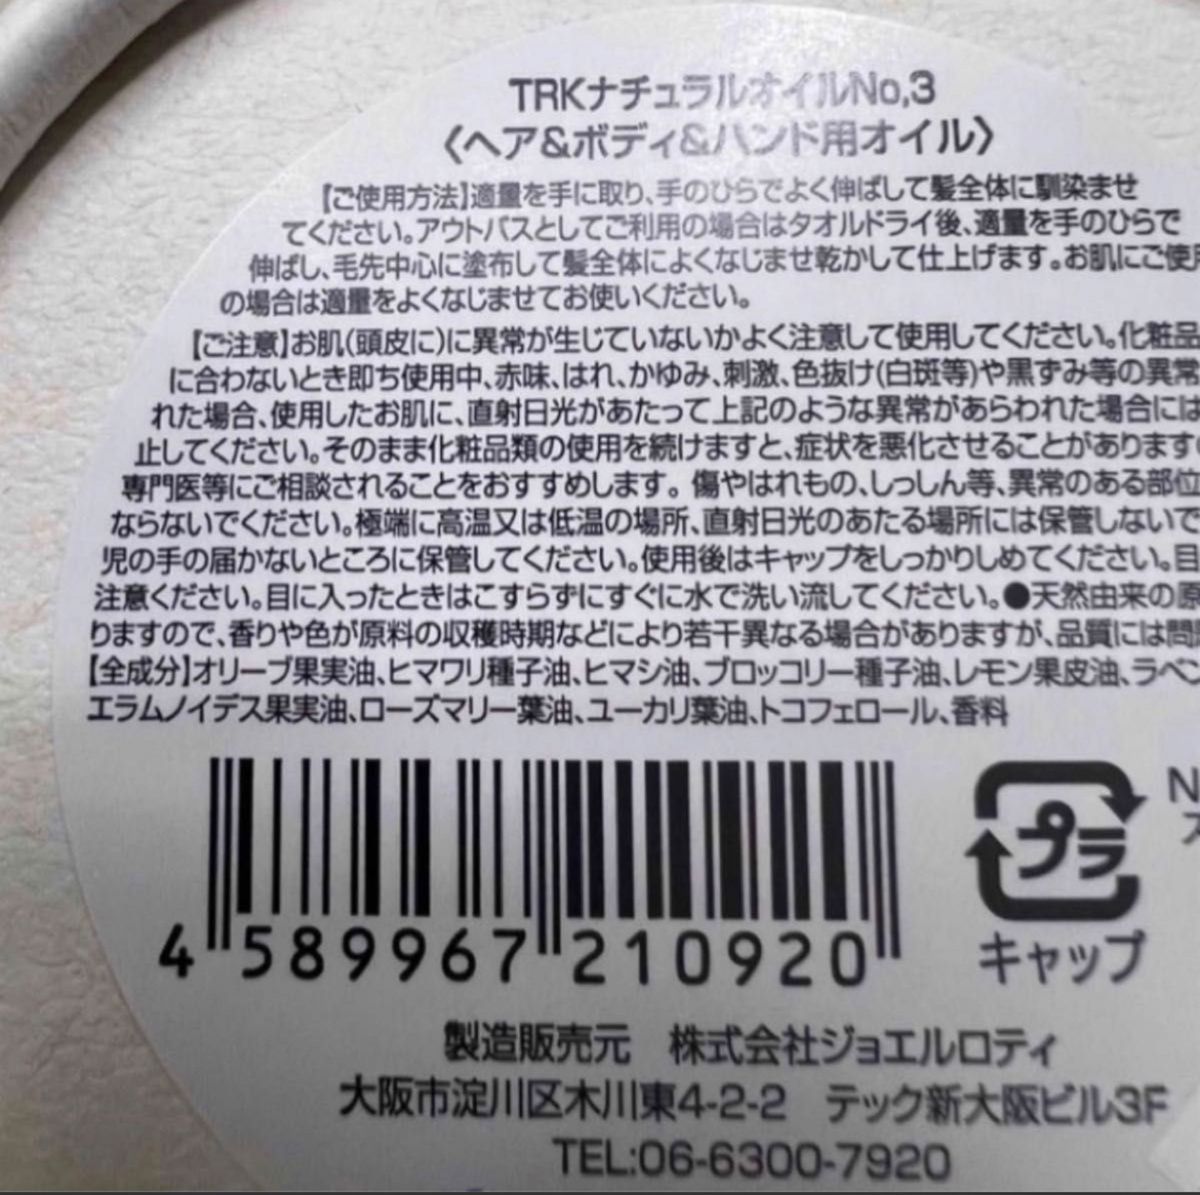 TRKナチュラルオイルNo,3
〈ヘア&ボディ&ハンド用オイル〉
【ご使用方法】適量を手に取り、手のひらでよく伸ばして髪全体に馴染ませ
てください。アウトバスとしてご利用の場合はタオルドライ後、適量を手のひらで
伸ばし、毛先中心に塗布して髪全体によくなじませ乾かして仕上げます。お肌にご使用
の場合は適量をよくなじませてお使いください。
【ご注意】お肌(頭皮に)に異常が生じていないかよく注意して使用してください。化粧品
に合わないとき即ち使用中、赤味、はれ、かゆみ、刺激、色抜け(白斑等)や黒ずみ等の異常
れた場合、使用したお肌に、直射日光があたって上記のような異常があらわれた場合には
止してください。そのまま化粧品類の使用を続けますと、症状を悪化させることがあります
専門医等にご相談されることをおすすめします。傷やはれもの、しっしん等、異常のある部位
ならないでください。極端に高温又は低温の場所、直射日光のあたる場所には保管しないで
児の手の届かないところに保管してください。使用後はキャップをしっかりしめてください。目
注意ください。目に入ったときはこすらずにすぐに水で洗い流してください。●天然由来の原
りますので、香りや色が原料の収穫時期などにより若干異なる場合がありますが、品質には問
【全成分】オリーブ果実油、ヒマワリ種子油、ヒマシ油、ブロッコリー種子油、レモン果皮油、ラベン
エラムノイデス果実油、ローズマリー葉油、ユーカリ葉油、トコフェロール、香料
4 589967 210920
プラ
キャップ
製造販売元 株式会社ジョエルロティ
大阪市淀川区木川東4-2-2 テック新大阪ビル3F
TEL:06-6300-7920